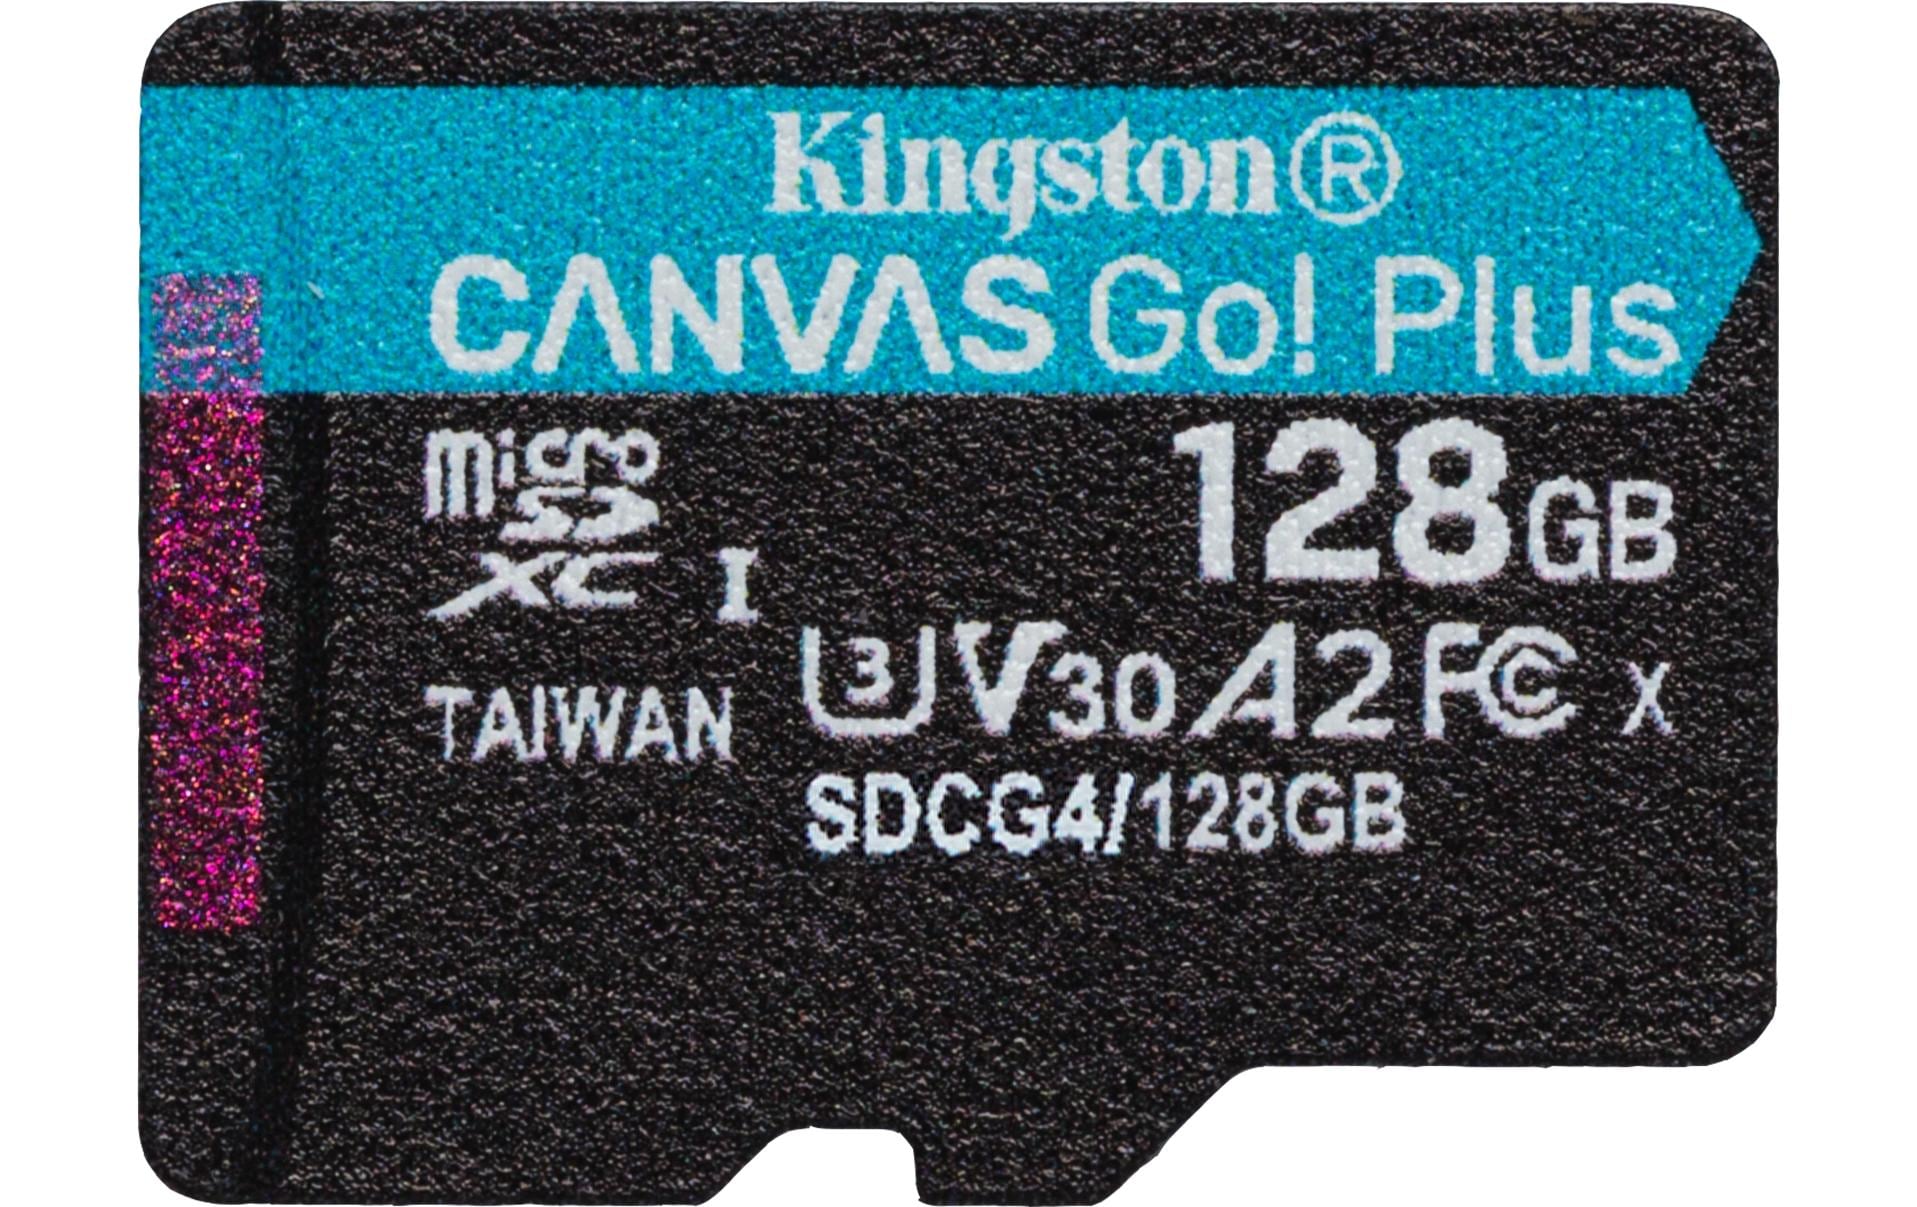 Kingston®
CANVAS Go! Plus
micro
SD
XC I
128GB
U3 V30 A2 FC X
TAIWAN
SDCG4/128GB